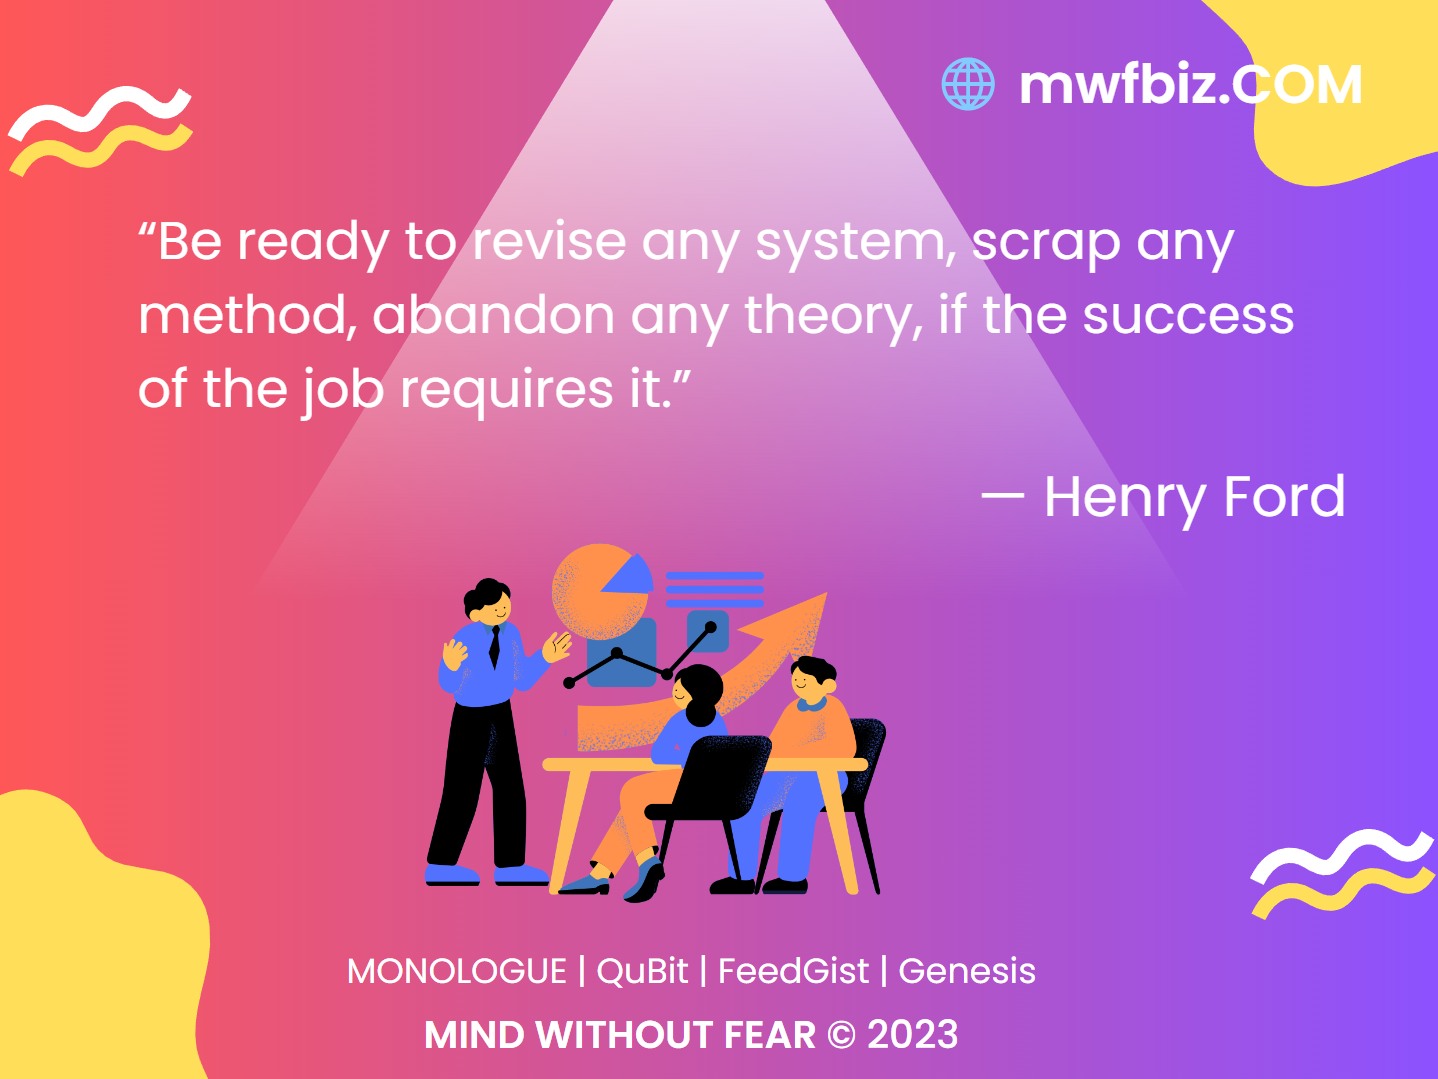 mwfbiz.COM
“Be ready to revise any system, scrap any
method, abandon any theory, if the success
of the job requires it.”
— Henry Ford
MONOLOGUE | QuBit | FeedGist | Genesis
MIND WITHOUT FEAR © 2023